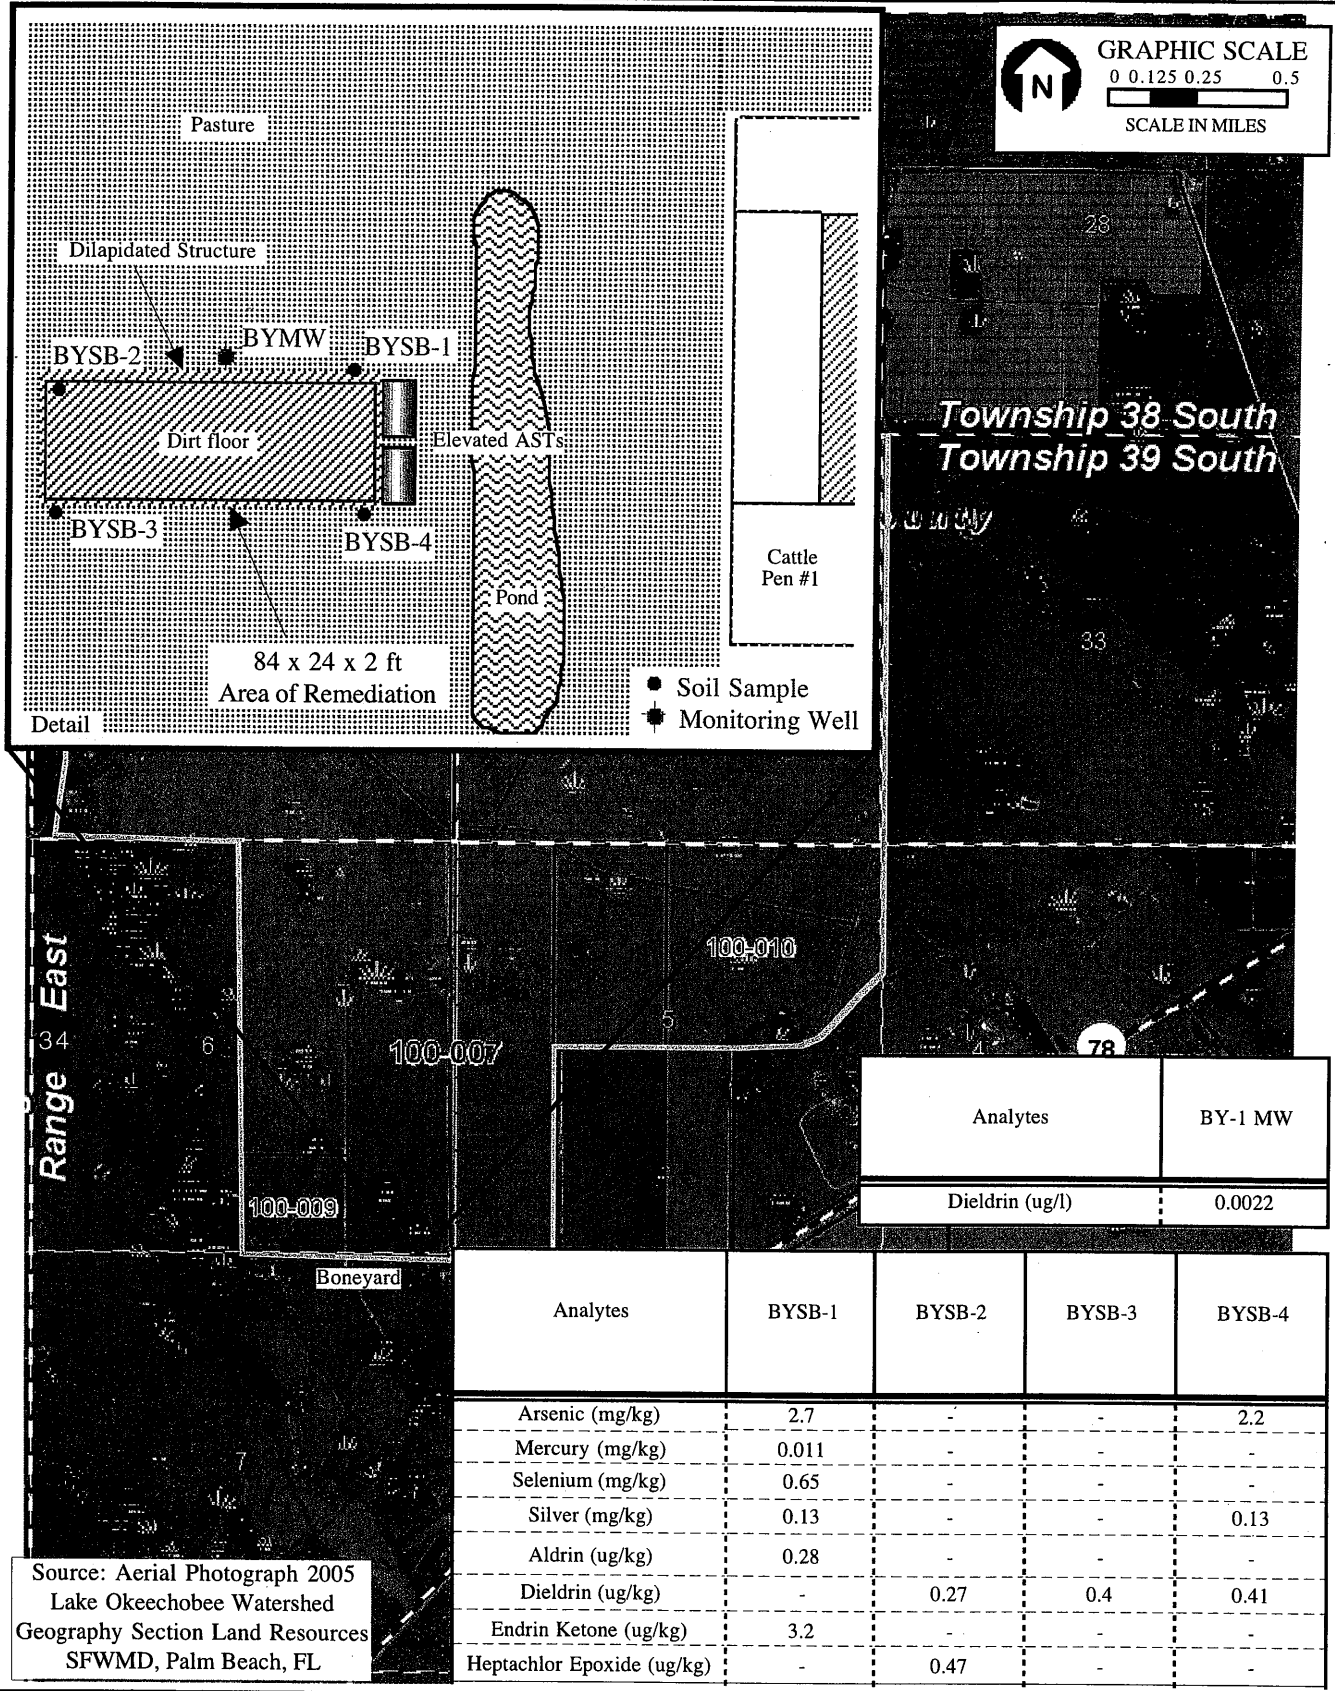 GRAPHIC SCALE
0 0.125 0.25 0.5
SCALE IN MILES
N
Pasture
Dilapidated Structure
BYSB-2
BYMW
BYSB-1
Dirt floor
Elevated ASTs
BYSB-3
BYSB-4
Pond
Cattle
Pen #1
84 x 24 x 2 ft
Area of Remediation
Soil Sample
Monitoring Well
Detail
28
Township 38 South
Township 39 South
unty
33
100-010
Range 34 East
6
5
4
100-007
78
100-009
Boneyard
7
Analytes BY-1 MW
Dieldrin (ug/l) 0.0022
Analytes BYSB-1 BYSB-2 BYSB-3 BYSB-4
Arsenic (mg/kg) 2.7 - - 2.2
Mercury (mg/kg) 0.011 - - -
Selenium (mg/kg) 0.65 - - -
Silver (mg/kg) 0.13 - - 0.13
Aldrin (ug/kg) 0.28 - - -
Dieldrin (ug/kg) - 0.27 0.4 0.41
Endrin Ketone (ug/kg) 3.2 - - -
Heptachlor Epoxide (ug/kg) - 0.47 - -
Source: Aerial Photograph 2005
Lake Okeechobee Watershed
Geography Section Land Resources
SFWMD, Palm Beach, FL